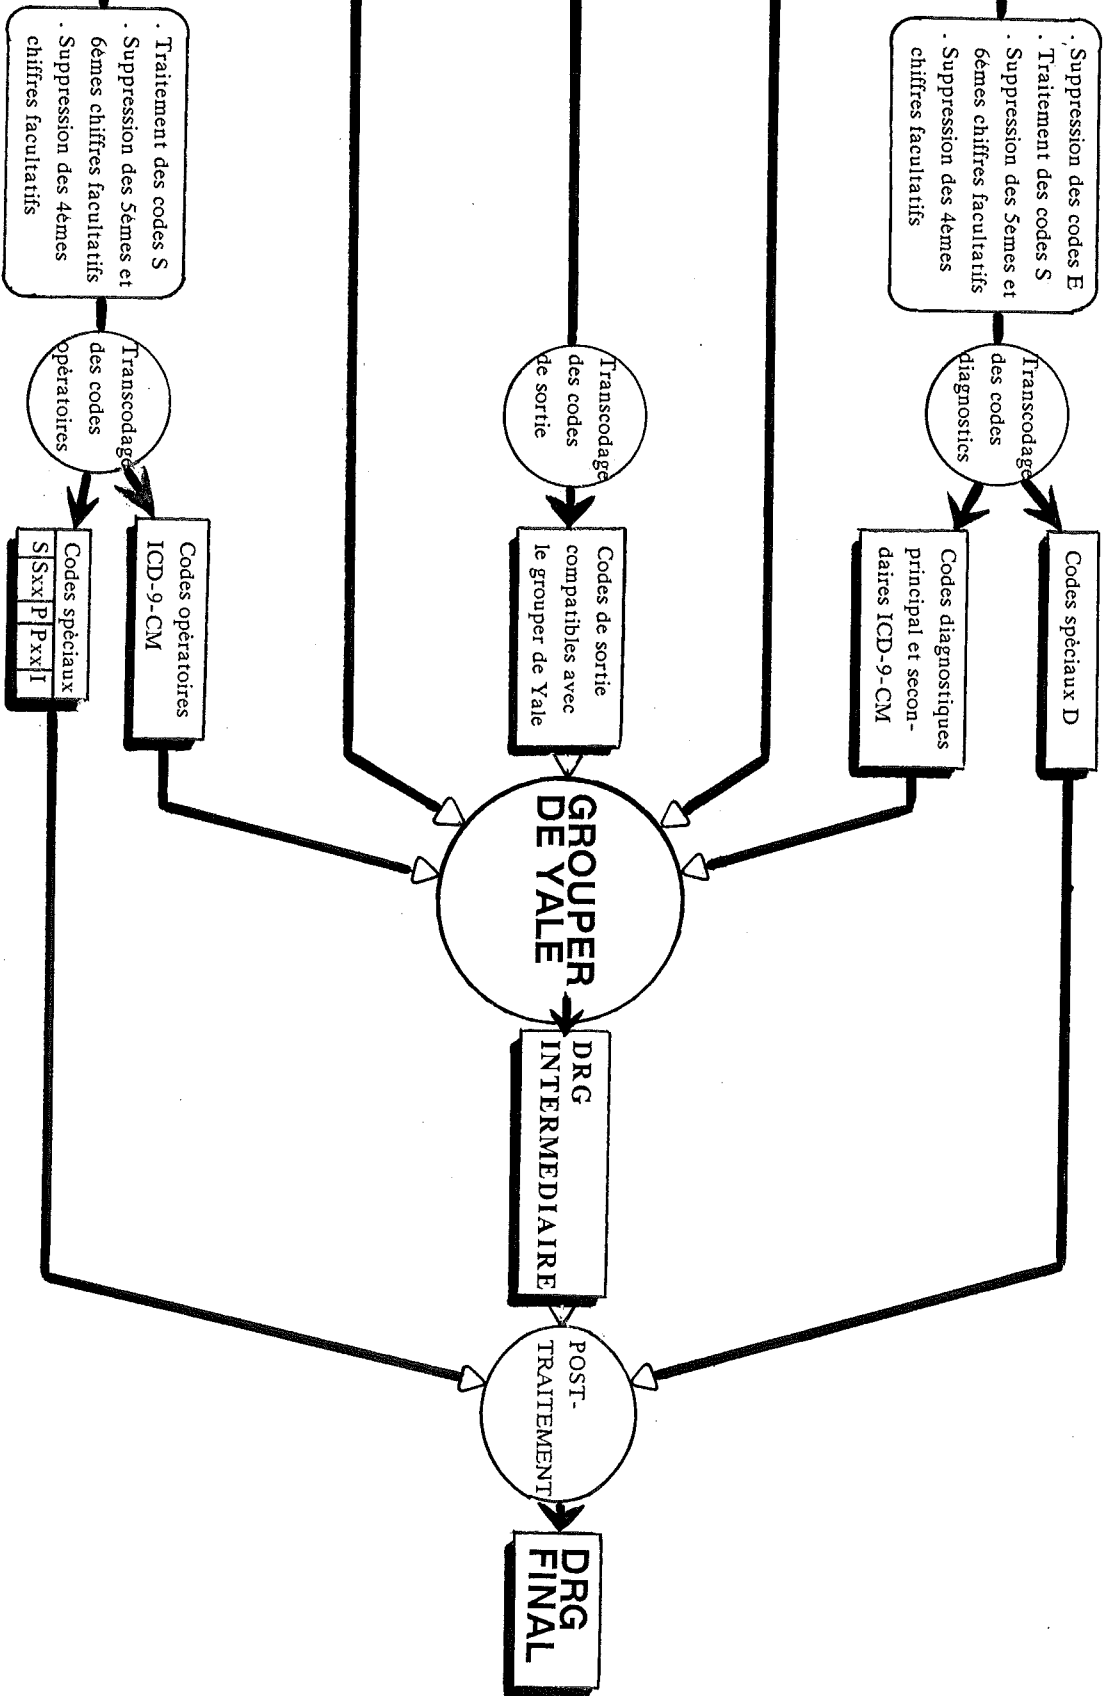 . Suppression des codes E
. Traitement des codes S
. Suppression des 5èmes et
6èmes chiffres facultatifs
. Suppression des 4èmes
chiffres facultatifs
Transcodage
des codes
diagnostics
Codes spèciaux D
Codes diagnostiques
principal et secon-
daires ICD-9-CM
Transcodage
des codes
de sortie
Codes de sortie
compatibles avec
le grouper de Yale
GROUPER
DE YALE
DRG
INTERMEDIAIRE
POST-
TRAITEMENT
DRG
FINAL
. Traitement des codes S
. Suppression des 5èmes et
6èmes chiffres facultatifs
. Suppression des 4èmes
chiffres facultatifs
Transcodage
des codes
opèratoires
Codes opèratoires
ICD-9-CM
Codes spèciaux
S Sxx P Pxx I